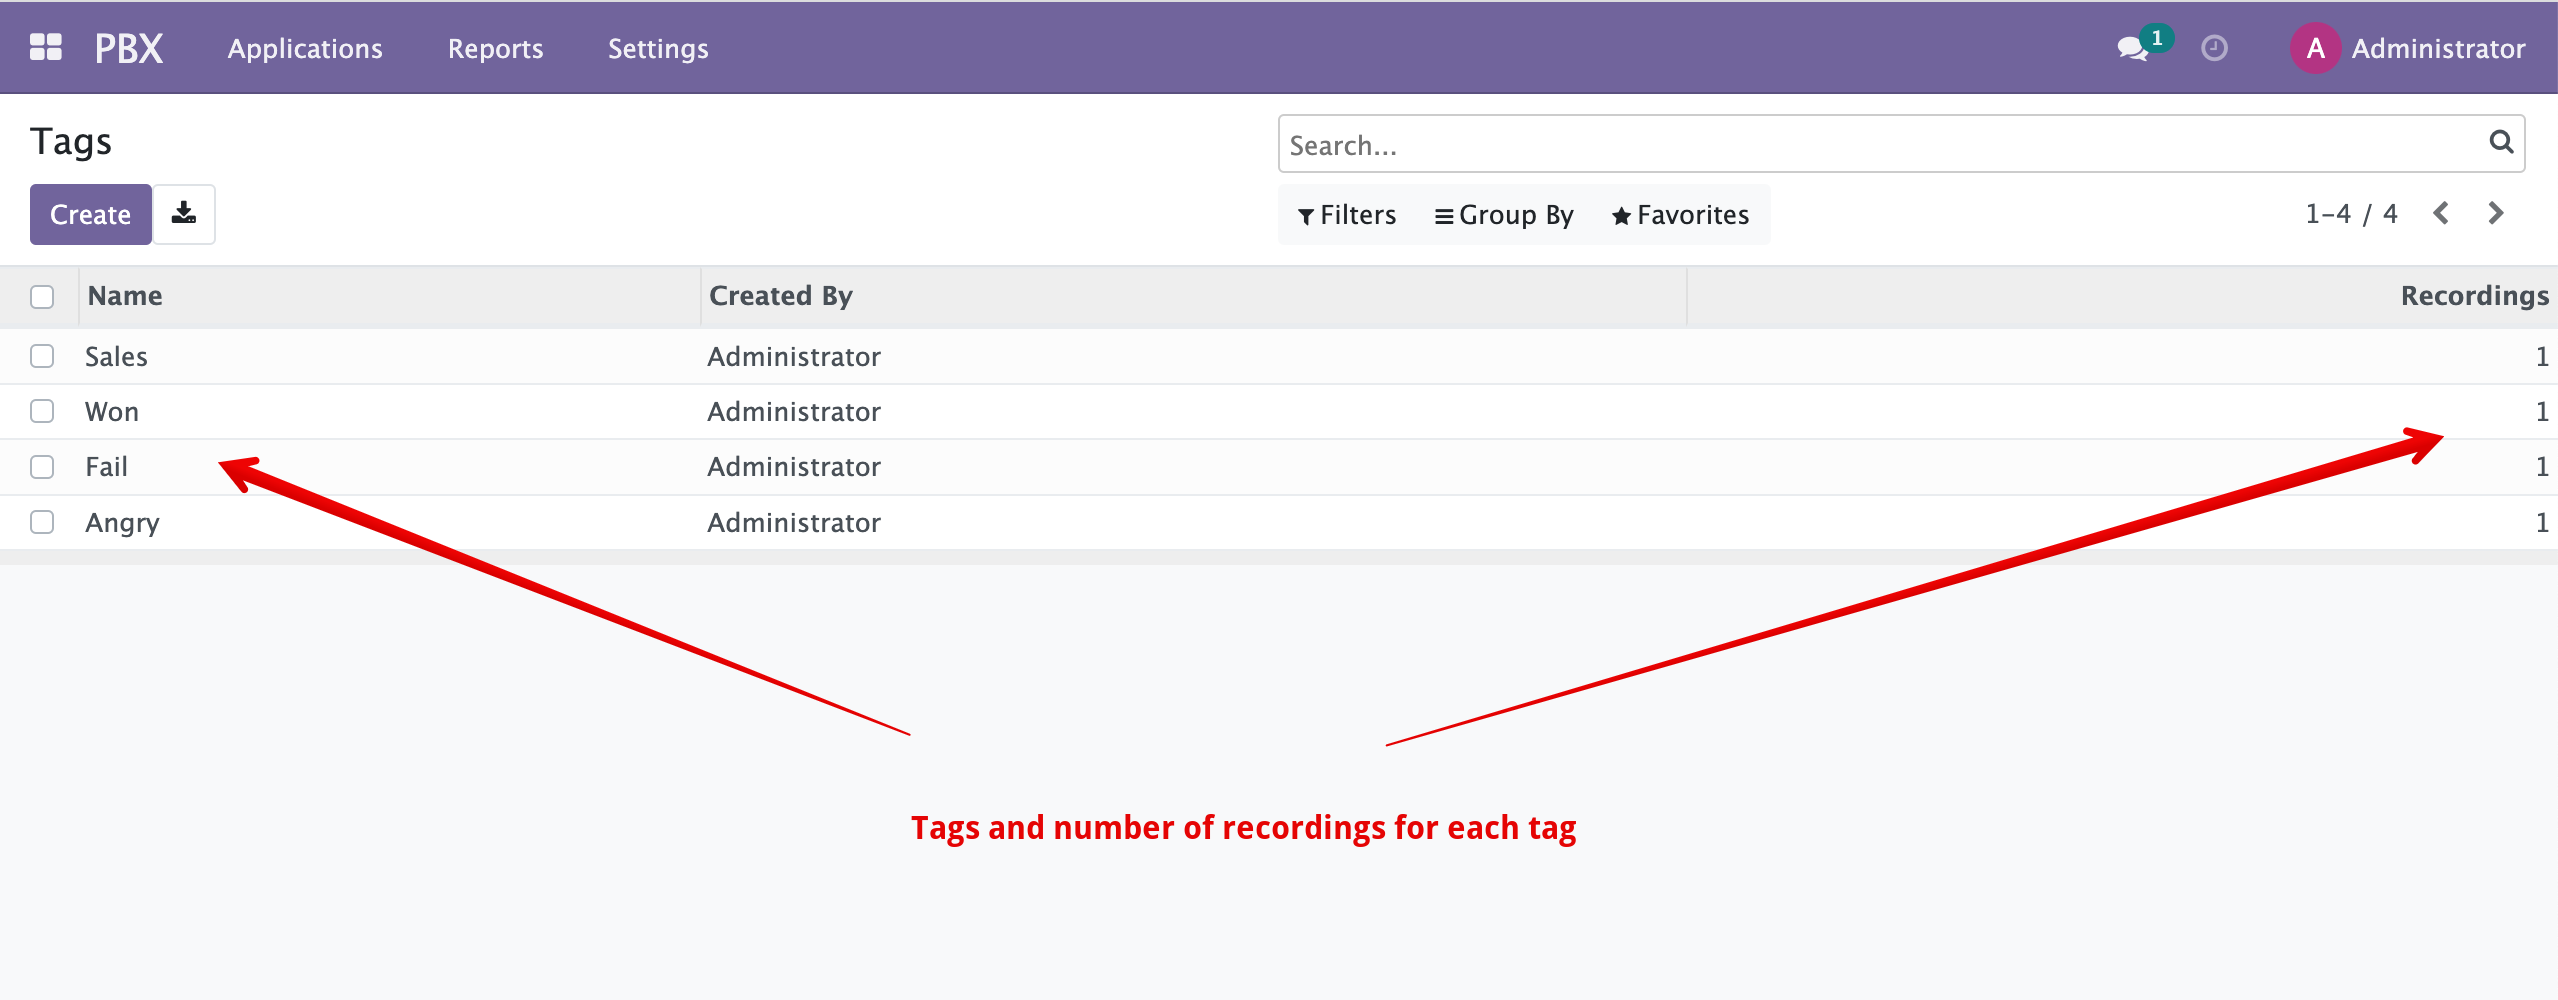 PBX Applications Reports Settings 1 A Administrator
Tags
Search...
Create Filters Group By Favorites 1-4 / 4
Name Created By Recordings
Sales Administrator 1
Won Administrator 1
Fail Administrator 1
Angry Administrator 1
Tags and number of recordings for each tag